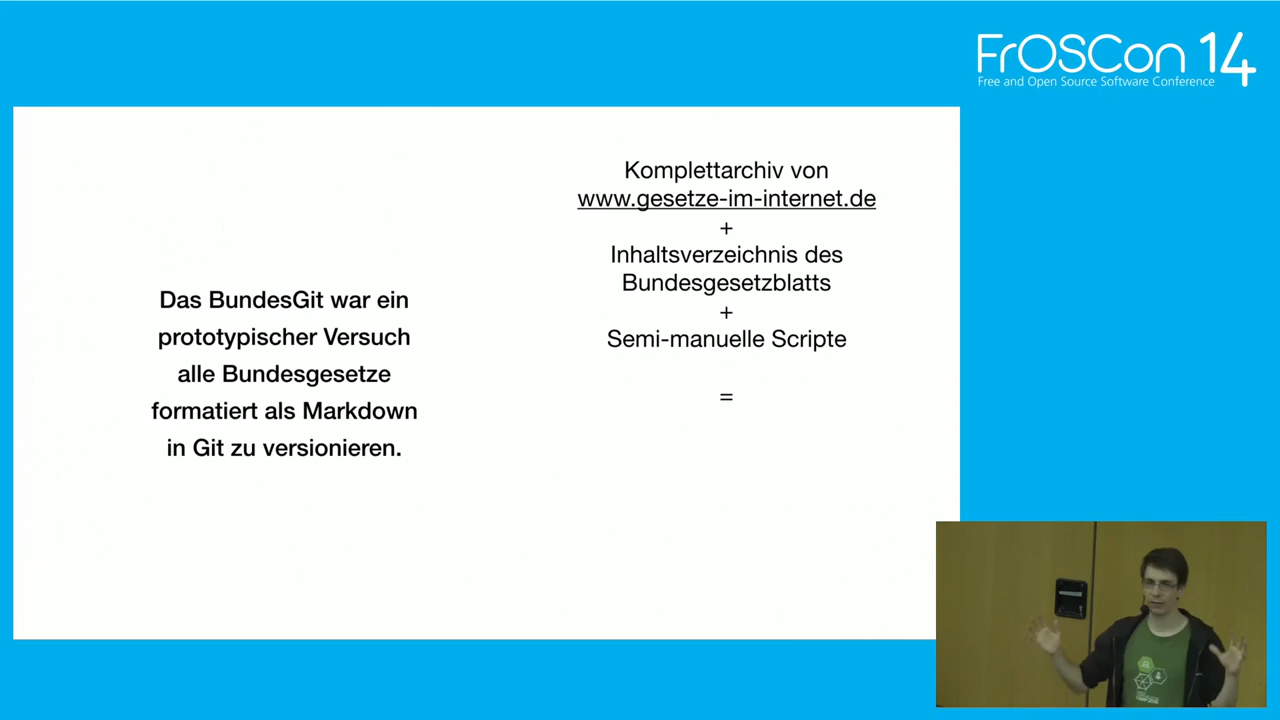 FrOSCon 14
Free and Open Source Software Conference
Das BundesGit war ein
prototypischer Versuch
alle Bundesgesetze
formatiert als Markdown
in Git zu versionieren.
Komplettarchiv von
www.gesetze-im-internet.de
+
Inhaltsverzeichnis des
Bundesgesetzblatts
+
Semi-manuelle Scripte
=